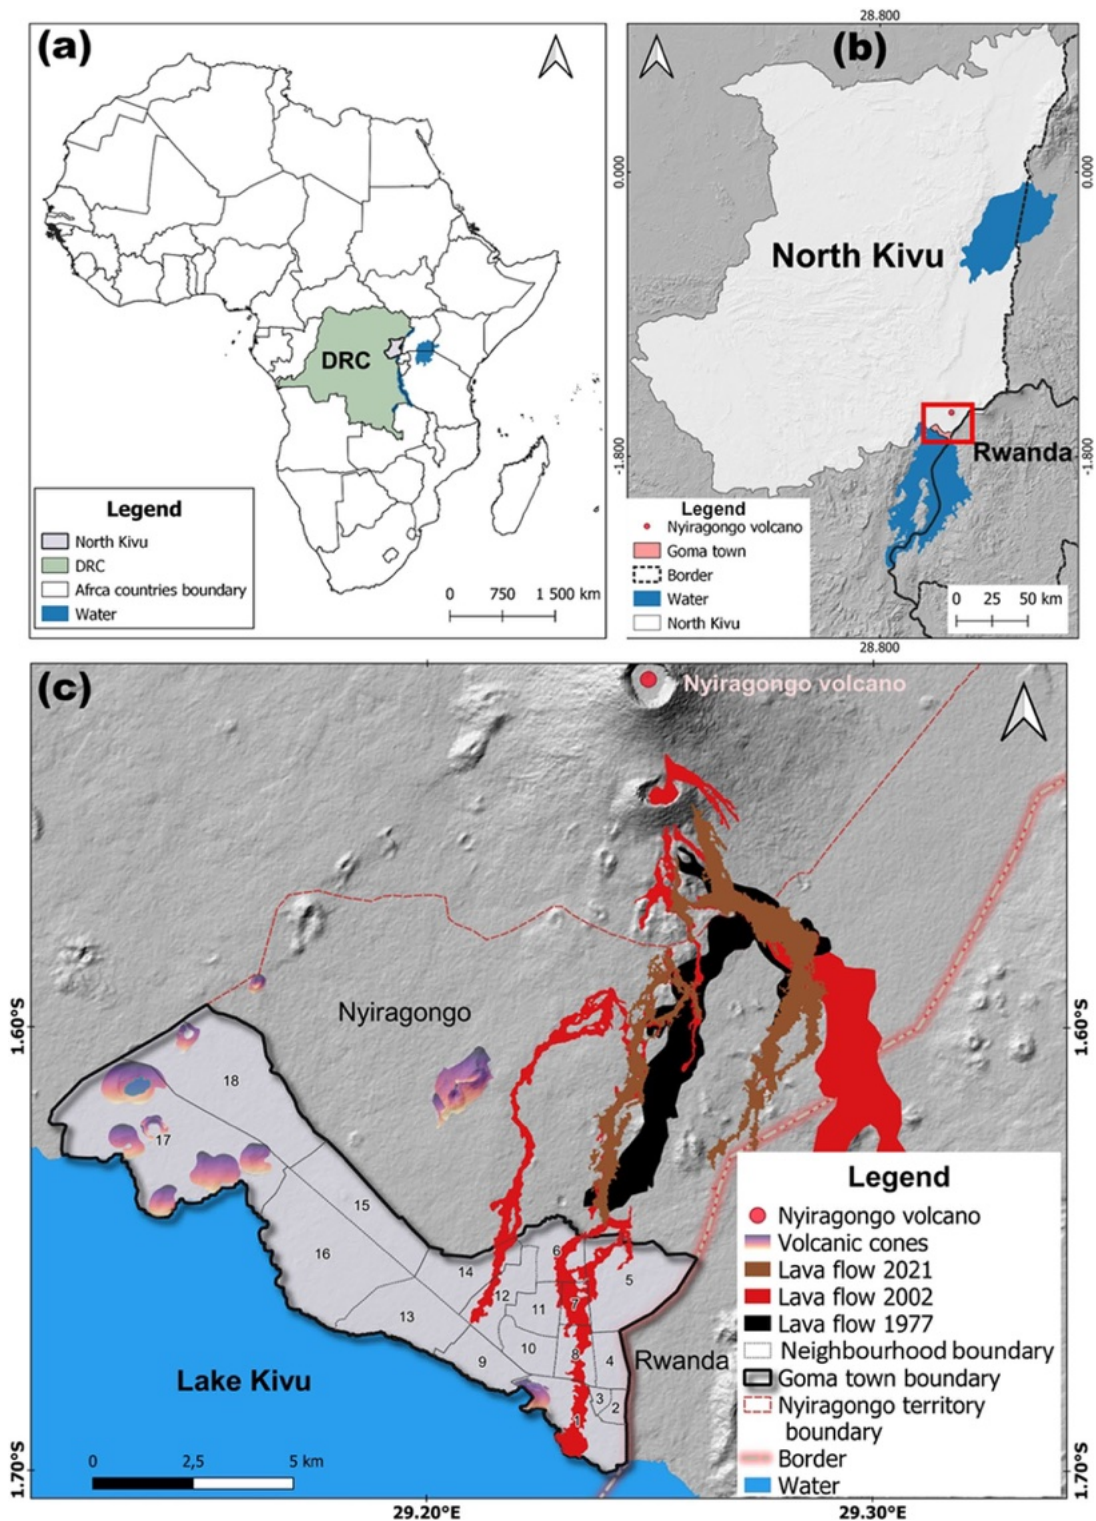 (a)
DRC
Legend
North Kivu
DRC
Afrca countries boundary
Water
0 750 1 500 km
28.800
(b)
0.000
0.000
North Kivu
-1.800
-1.800
Rwanda
Legend
Nyiragongo volcano
Goma town
Border
Water
North Kivu
0 25 50 km
28.800
(c)
Nyiragongo volcano
Nyiragongo
1.60°S
1.60°S
18
17
15
16
14
13
12
11
10
9
8
7
6
5
4
3
2
1
Rwanda
Lake Kivu
0 2,5 5 km
Legend
Nyiragongo volcano
Volcanic cones
Lava flow 2021
Lava flow 2002
Lava flow 1977
Neighbourhood boundary
Goma town boundary
Nyiragongo territory
boundary
Border
Water
1.70°S
1.70°S
29.20°E
29.30°E